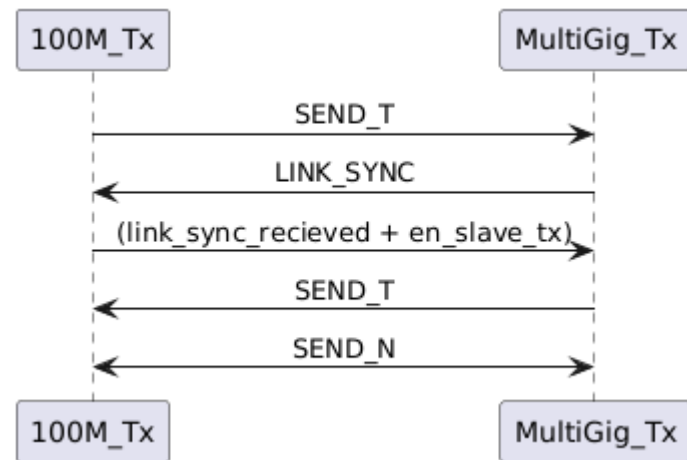 100M_Tx MultiGig_Tx
SEND_T
LINK_SYNC
(link_sync_recieved + en_slave_tx)
SEND_T
SEND_N
100M_Tx MultiGig_Tx